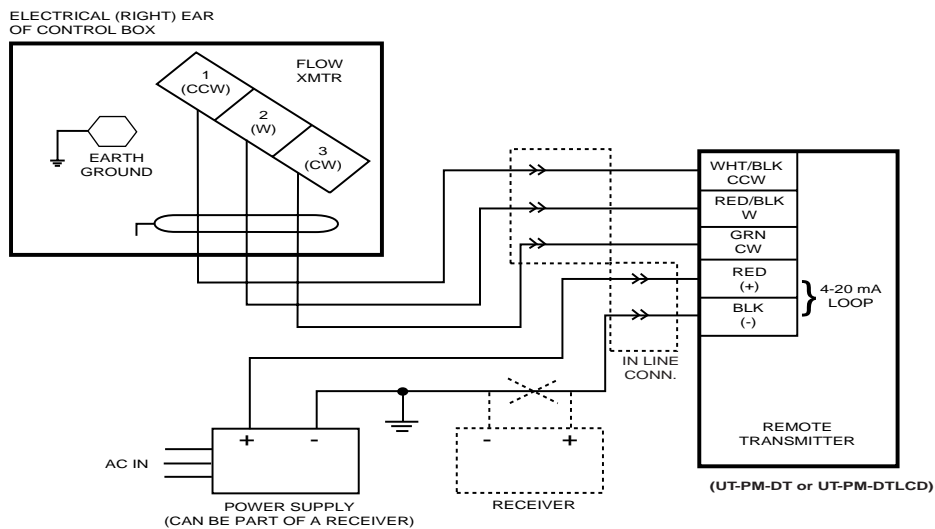 ELECTRICAL (RIGHT) EAR
OF CONTROL BOX
FLOW
XMTR
1
(CCW)
2
(W)
3
(CW)
EARTH
GROUND
WHT/BLK
CCW
RED/BLK
W
GRN
CW
RED
(+)
BLK
(-)
} 4-20 mA
LOOP
IN LINE
CONN.
REMOTE
TRANSMITTER
(UT-PM-DT or UT-PM-DTLCD)
+ -
- +
AC IN
POWER SUPPLY
(CAN BE PART OF A RECEIVER)
RECEIVER